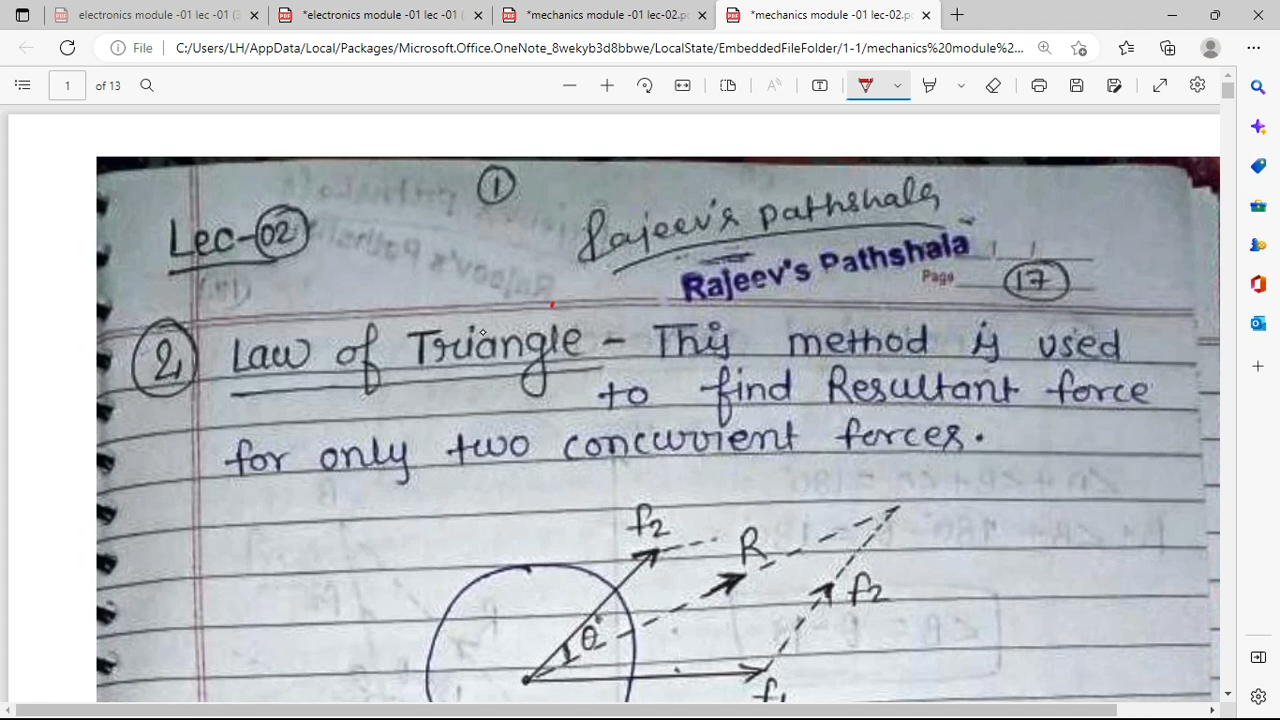 electronics module -01 lec -01 (
*electronics module -01 lec -01 (
*mechanics module -01 lec-02.p
*mechanics module -01 lec-02.p
File
C:/Users/LH/AppData/Local/Packages/Microsoft.Office.OneNote_8wekyb3d8bbwe/LocalState/EmbeddedFileFolder/1-1/mechanics%20module%2...
1 of 13
1
Lec-02
Rajeev's pathshala
Rajeev's Pathshala
Page 17
2 Law of Triangle - This method is used
to find Resultant force
for only two concurrent forces.
f2
R
f2
θ
f1